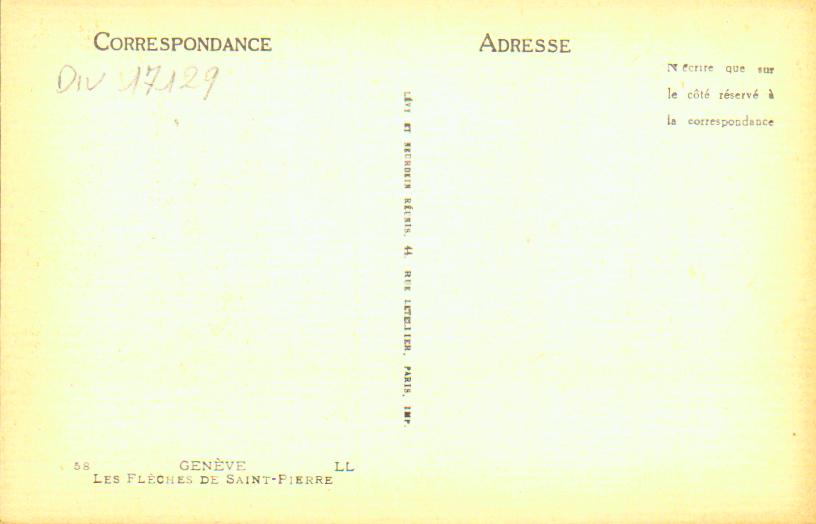 CORRESPONDANCE
ADRESSE
Div 17129
N'écrire que sur
le côté réservé à
la correspondance
LÉVY ET NEURDEIN RÉUNIS, 44, RUE LETELLIER, PARIS, IMP.
58 GENÈVE LL
LES FLÈCHES DE SAINT-PIERRE